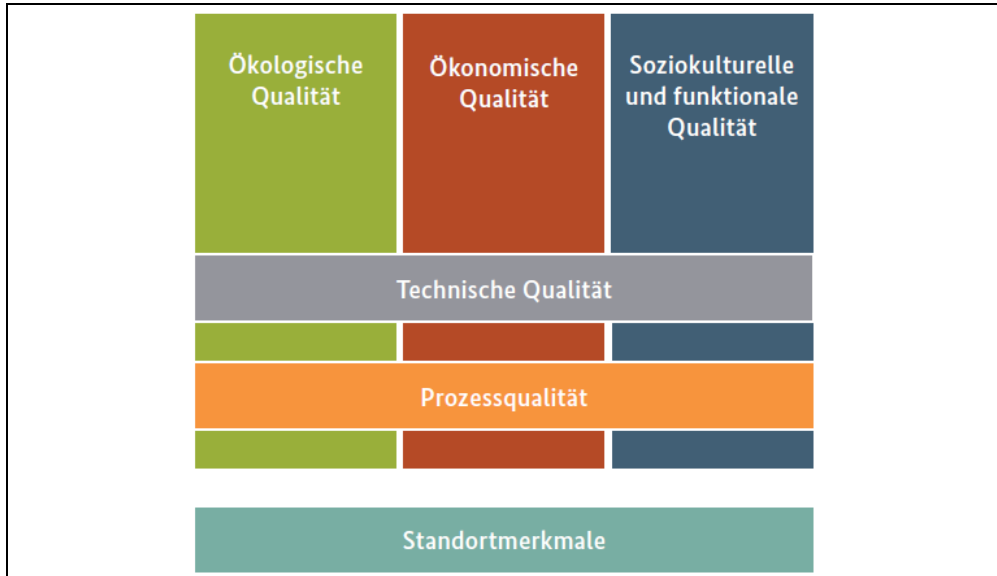 Ökologische
Qualität
Ökonomische
Qualität
Soziokulturelle
und funktionale
Qualität
Technische Qualität
Prozessqualität
Standortmerkmale